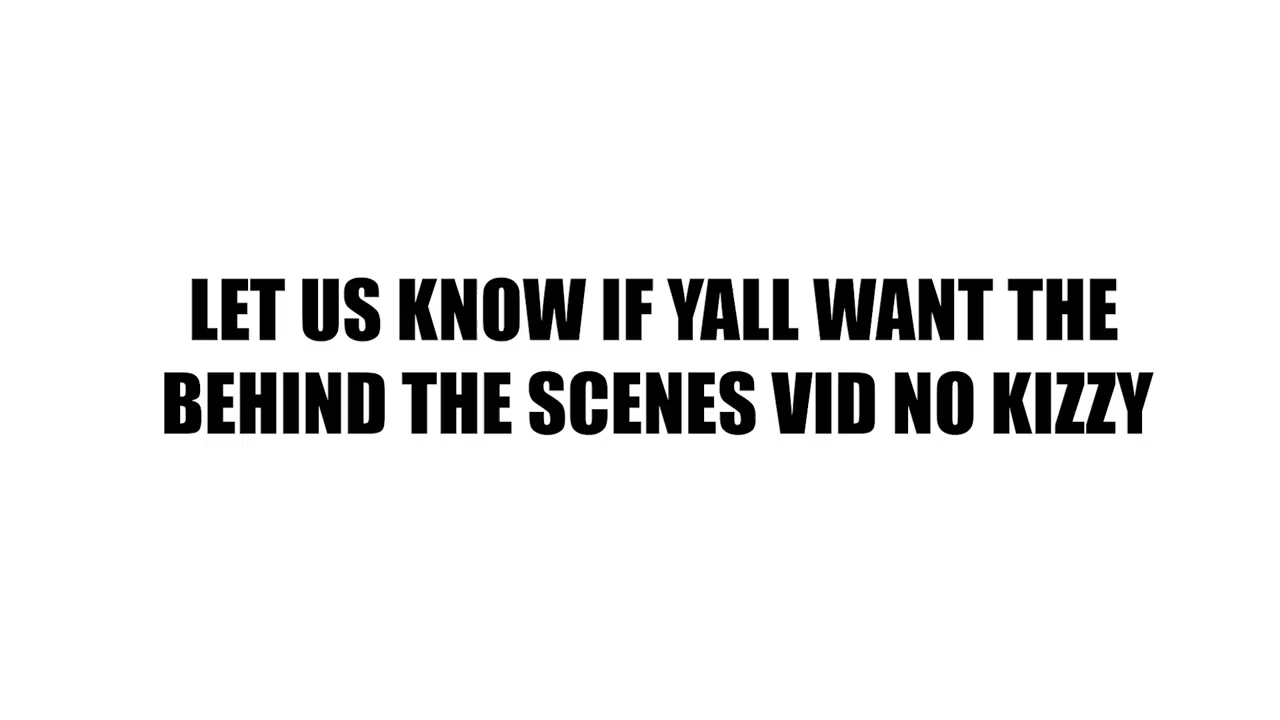 LET US KNOW IF YALL WANT THE
BEHIND THE SCENES VID NO KIZZY